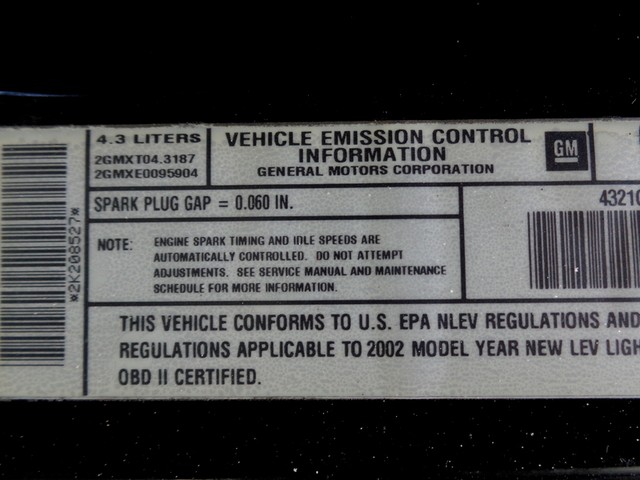 *2K208527*
4.3 LITERS
2GMXT04.3187
2GMXE0095904
VEHICLE EMISSION CONTROL
INFORMATION
GENERAL MOTORS CORPORATION
GM
SPARK PLUG GAP = 0.060 IN.
NOTE: ENGINE SPARK TIMING AND IDLE SPEEDS ARE
AUTOMATICALLY CONTROLLED. DO NOT ATTEMPT
ADJUSTMENTS. SEE SERVICE MANUAL AND MAINTENANCE
SCHEDULE FOR MORE INFORMATION.
43210
THIS VEHICLE CONFORMS TO U.S. EPA NLEV REGULATIONS AND
REGULATIONS APPLICABLE TO 2002 MODEL YEAR NEW LEV LIGH
OBD II CERTIFIED.